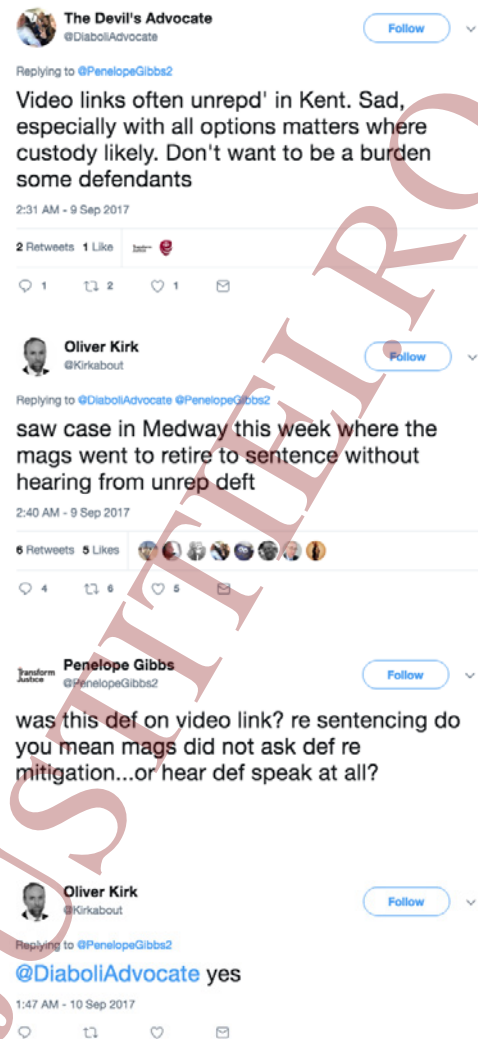 The Devil's Advocate
@DiaboliAdvocate
Follow
Replying to @PenelopeGibbs2
Video links often unrepd' in Kent. Sad,
especially with all options matters where
custody likely. Don't want to be a burden
some defendants
2:31 AM - 9 Sep 2017
2 Retweets 1 Like
1 2 1
Oliver Kirk
@Kirkabout
Follow
Replying to @DiaboliAdvocate @PenelopeGibbs2
saw case in Medway this week where the
mags went to retire to sentence without
hearing from unrep deft
2:40 AM - 9 Sep 2017
6 Retweets 5 Likes
4 6 5
Transform
Justice
Penelope Gibbs
@PenelopeGibbs2
Follow
was this def on video link? re sentencing do
you mean mags did not ask def re
mitigation...or hear def speak at all?
Oliver Kirk
@Kirkabout
Follow
Replying to @PenelopeGibbs2
@DiaboliAdvocate yes
1:47 AM - 10 Sep 2017